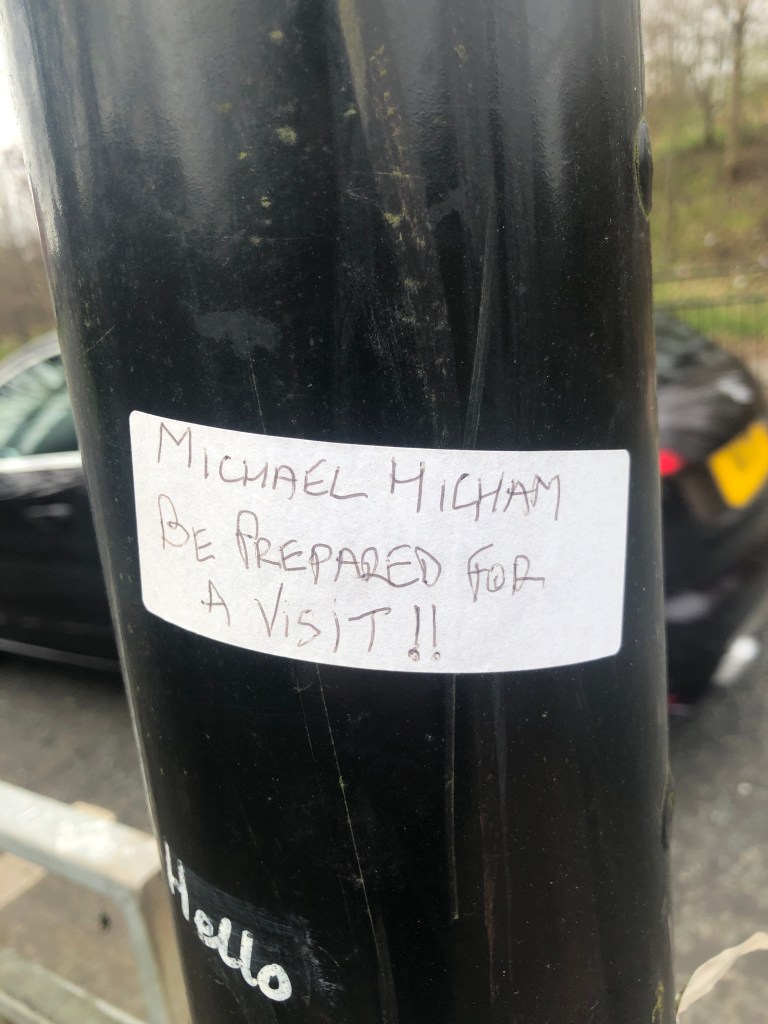 MICHAEL HIGHAM
BE PREPARED FOR
A VISIT!!
Hello